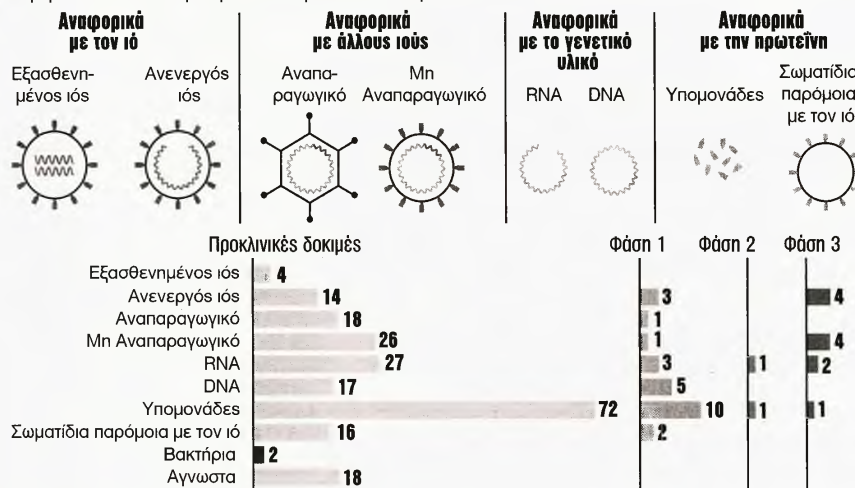 Αναφορικά
με τον ιό
Εξασθενη-
μένος ιός
Ανενεργός
ιός
Αναφορικά
με άλλους ιούς
Αναπα-
ραγωγικό
Μη
Αναπαραγωγικό
Αναφορικά
με το γενετικό
υλικό
RNA DNA
Αναφορικά
με την πρωτεΐνη
Υπομονάδες
Σωματίδια
παρόμοια
με τον ιό
Προκλινικές δοκιμές Φάση 1 Φάση 2 Φάση 3
Εξασθενημένος ιός 4
Ανενεργός ιός 14 3 4
Αναπαραγωγικό 18 1
Μη Αναπαραγωγικό 26 1 4
RNA 27 3 1 2
DNA 17 5
Υπομονάδες 72 10 1 1
Σωματίδια παρόμοια με τον ιό 16 2
Βακτήρια 2
Αγνωστα 18